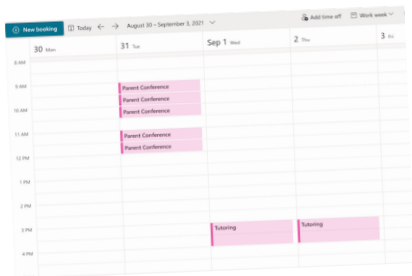 New booking Today August 30 – September 3, 2021 Add time off Work week
30 Mon 31 Tue Sep 1 Wed 2 Thu 3 Fri
8 AM
9 AM
Parent Conference
Parent Conference
10 AM
Parent Conference
11 AM
Parent Conference
Parent Conference
12 PM
1 PM
2 PM
3 PM
Tutoring Tutoring
4 PM